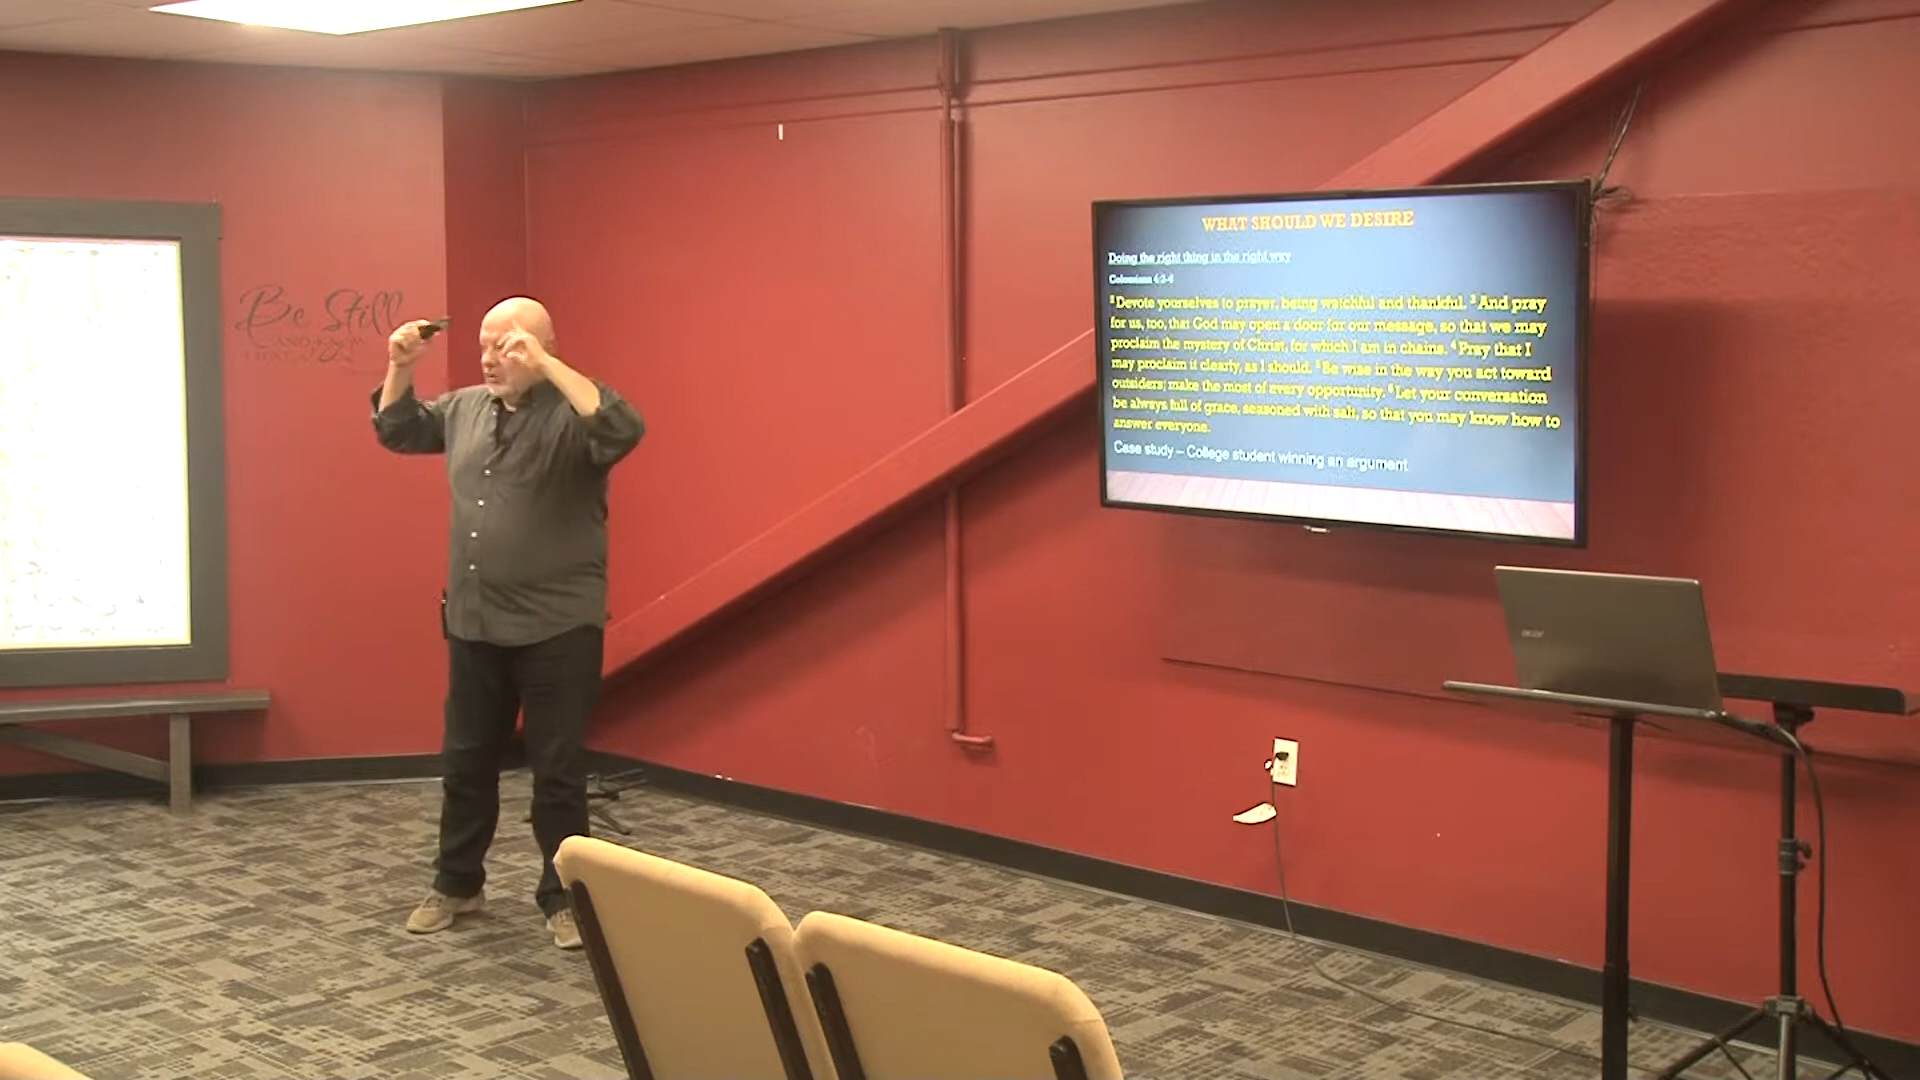 Be Still
AND KNOW
WHAT SHOULD WE DESIRE
Doing the right thing in the right way
Colossians 4:2-6
2 Devote yourselves to prayer, being watchful and thankful. 3 And pray
for us, too, that God may open a door for our message, so that we may
proclaim the mystery of Christ, for which I am in chains. 4 Pray that I
may proclaim it clearly, as I should. 5 Be wise in the way you act toward
outsiders; make the most of every opportunity. 6 Let your conversation
be always full of grace, seasoned with salt, so that you may know how to
answer everyone.
Case study – College student winning an argument
acer